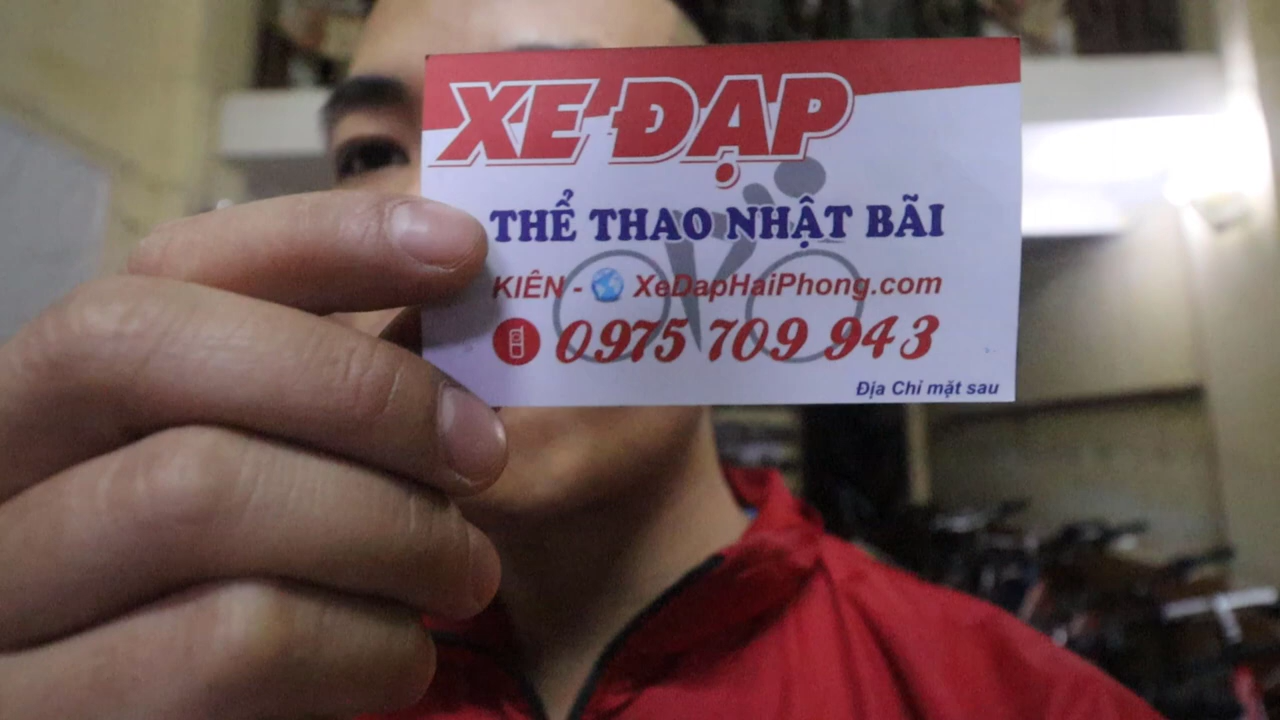 XE ĐẠP
THỂ THAO NHẬT BÃI
KIÊN - XeDapHaiPhong.com
0975 709 943
Địa Chỉ mặt sau